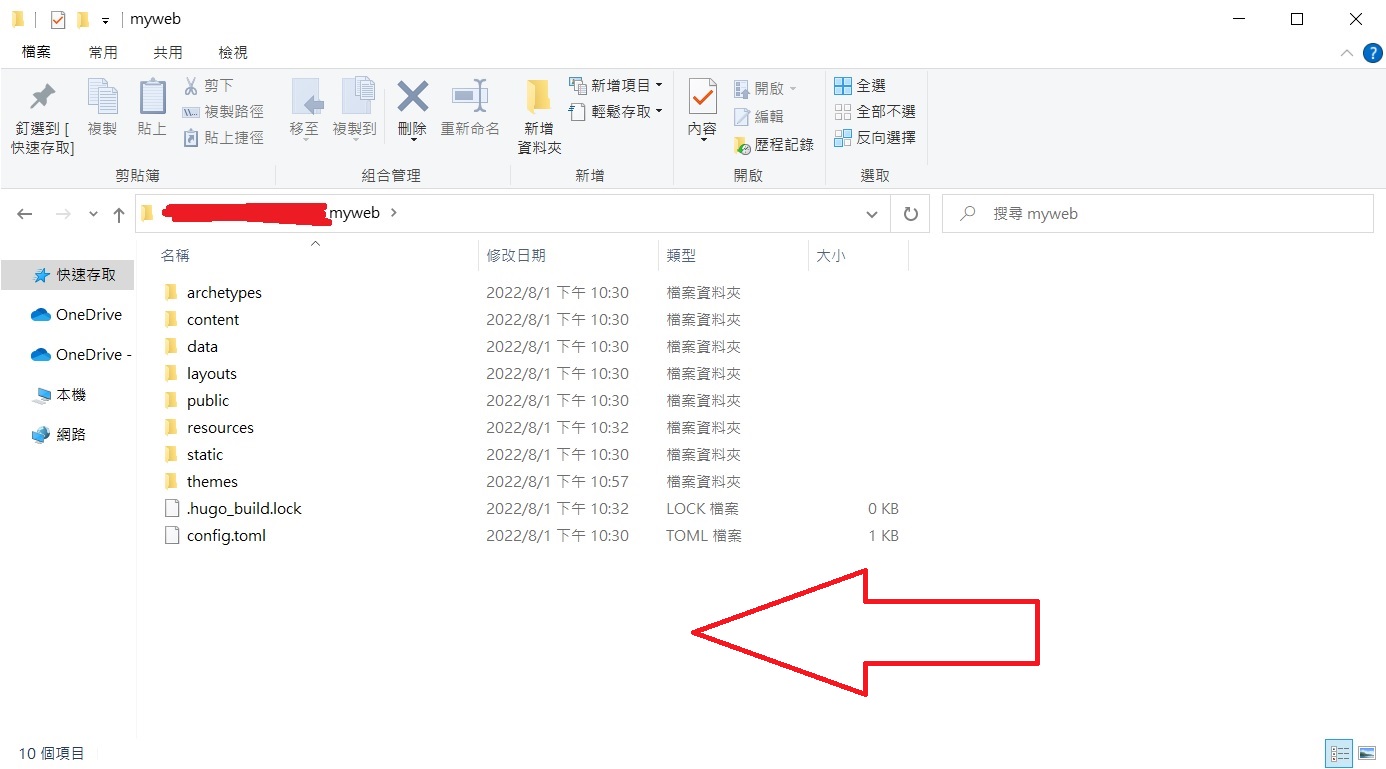 myweb
檔案 常用 共用 檢視
釘選到 [
快速存取]
複製
貼上
剪下
複製路徑
貼上捷徑
剪貼簿
移至
複製到
刪除
重新命名
組合管理
新增
資料夾
新增項目
輕鬆存取
新增
內容
開啟
編輯
歷程記錄
開啟
全選
全部不選
反向選擇
選取
myweb
搜尋 myweb
快速存取
OneDrive
OneDrive -
本機
網路
名稱 修改日期 類型 大小
archetypes 2022/8/1 下午 10:30 檔案資料夾
content 2022/8/1 下午 10:30 檔案資料夾
data 2022/8/1 下午 10:30 檔案資料夾
layouts 2022/8/1 下午 10:30 檔案資料夾
public 2022/8/1 下午 10:30 檔案資料夾
resources 2022/8/1 下午 10:32 檔案資料夾
static 2022/8/1 下午 10:30 檔案資料夾
themes 2022/8/1 下午 10:57 檔案資料夾
.hugo_build.lock 2022/8/1 下午 10:32 LOCK 檔案 0 KB
config.toml 2022/8/1 下午 10:30 TOML 檔案 1 KB
10 個項目